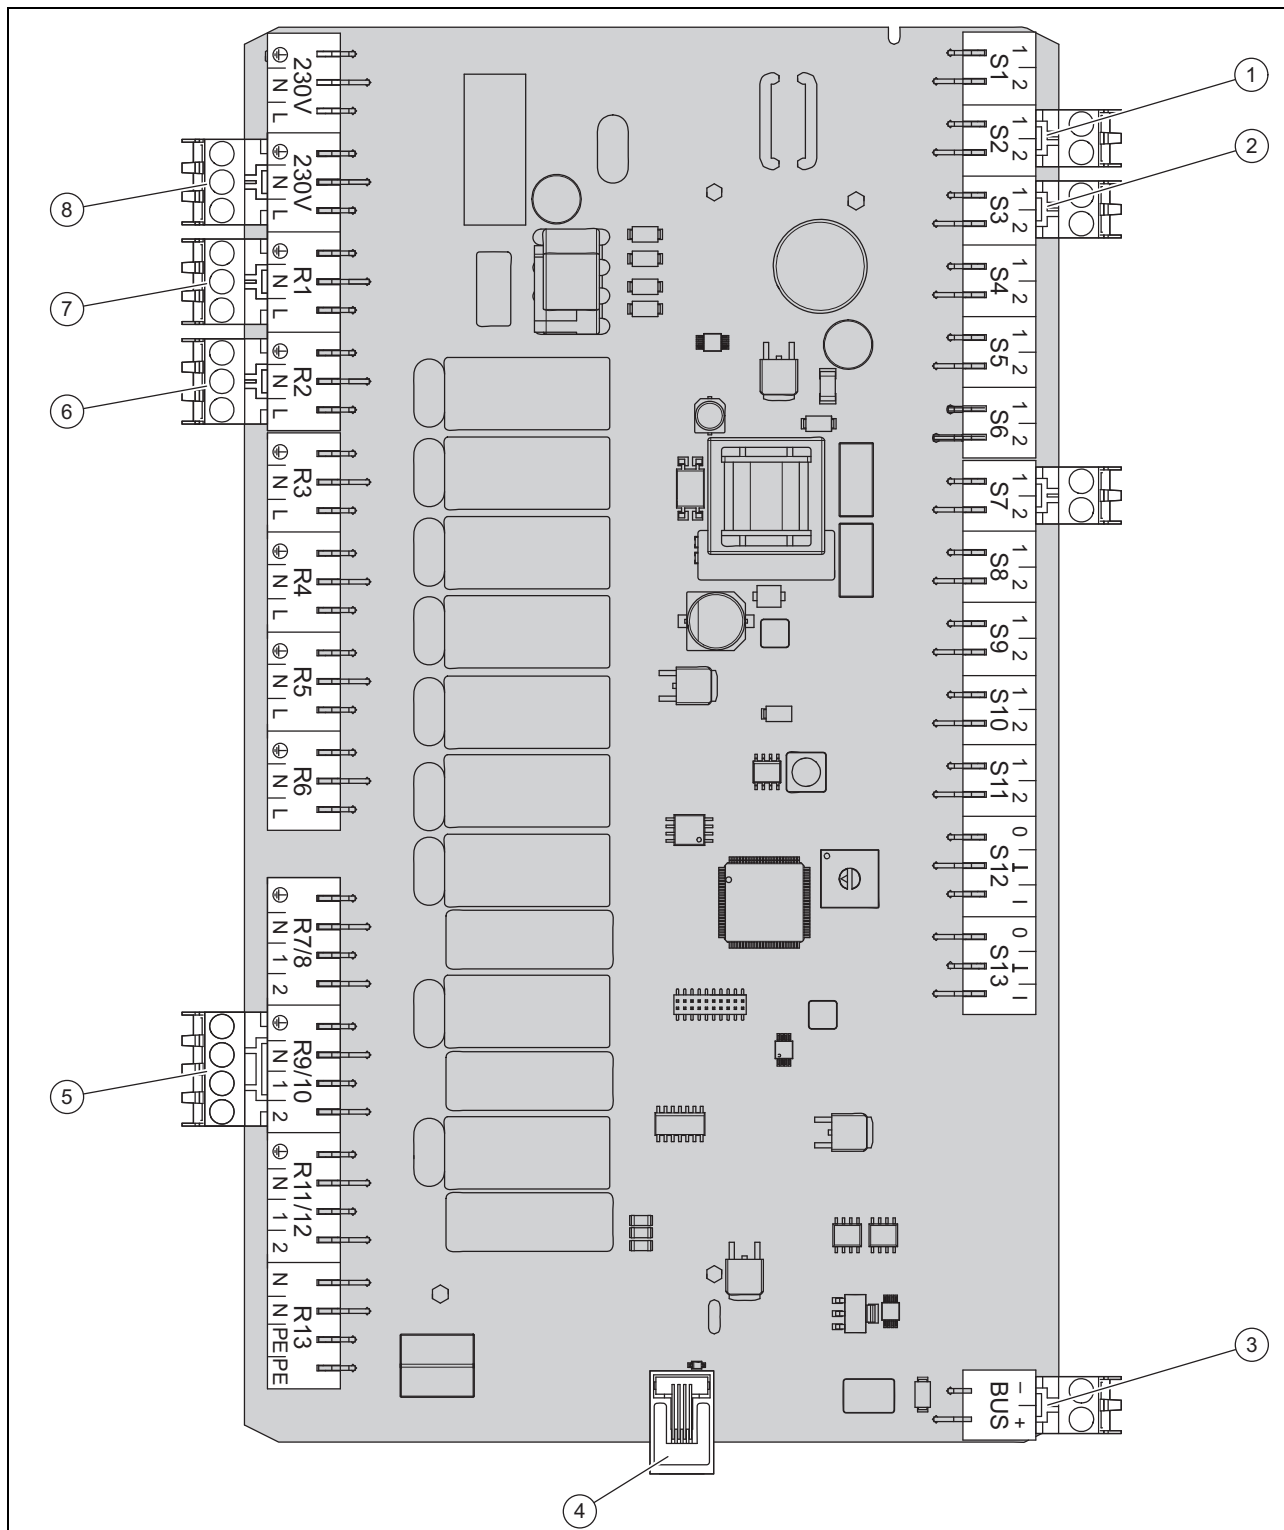 ⏚ N L 230V
⏚ N L 230V
⏚ N L R1
⏚ N L R2
⏚ N L R3
⏚ N L R4
⏚ N L R5
⏚ N L R6
⏚ N 1 2 R7/8
⏚ N 1 2 R9/10
⏚ N 1 2 R11/12
N N PE PE R13
S1 1 2
S2 1 2
S3 1 2
S4 1 2
S5 1 2
S6 1 2
S7 1 2
S8 1 2
S9 1 2
S10 1 2
S11 1 2
S12 0 ⊥ I
S13 0 ⊥ I
BUS − +
1
2
3
4
5
6
7
8